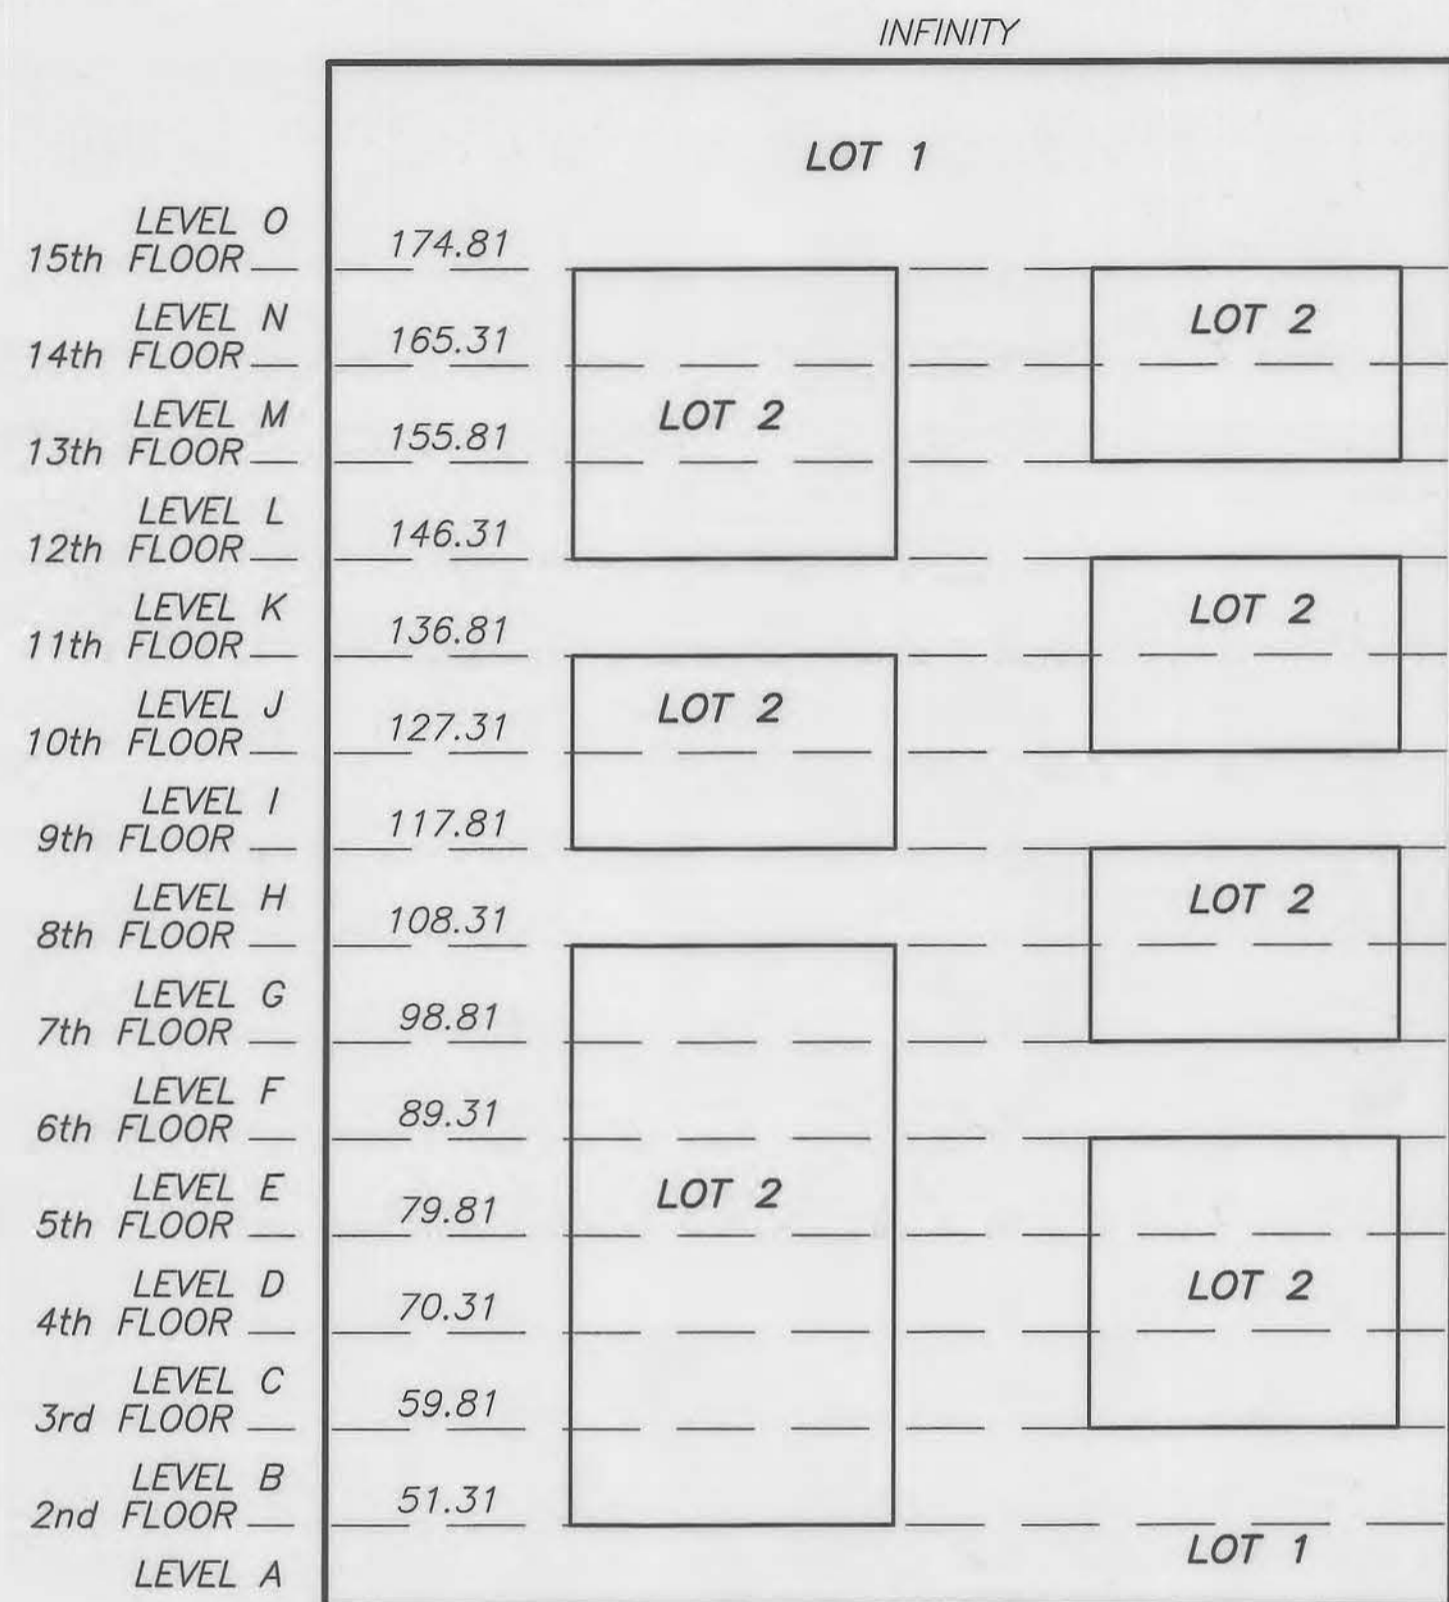 INFINITY
LOT 1
LEVEL O
15th FLOOR
174.81
LEVEL N
14th FLOOR
165.31
LOT 2
LEVEL M
13th FLOOR
155.81
LOT 2
LEVEL L
12th FLOOR
146.31
LEVEL K
11th FLOOR
136.81
LOT 2
LEVEL J
10th FLOOR
127.31
LOT 2
LEVEL I
9th FLOOR
117.81
LEVEL H
8th FLOOR
108.31
LOT 2
LEVEL G
7th FLOOR
98.81
LEVEL F
6th FLOOR
89.31
LEVEL E
5th FLOOR
79.81
LOT 2
LEVEL D
4th FLOOR
70.31
LOT 2
LEVEL C
3rd FLOOR
59.81
LEVEL B
2nd FLOOR
51.31
LOT 1
LEVEL A